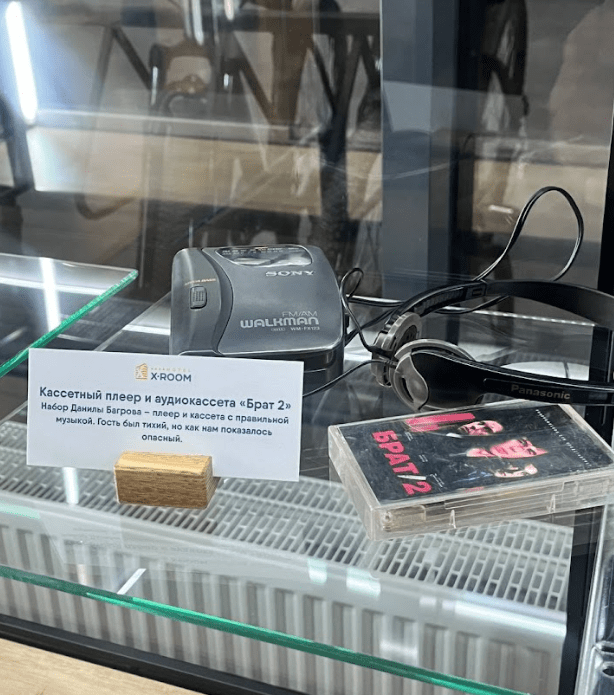 SONY
FM/AM
WALKMAN
Panasonic
X-ROOM
Кассетный плеер и аудиокассета «Брат 2»
Набор Данилы Багрова – плеер и кассета с правильной
музыкой. Гость был тихий, но как нам показалось
опасный.
БРАТ/2